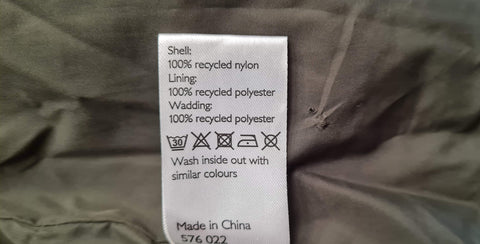 Shell:
100% recycled nylon
Lining:
100% recycled polyester
Wadding:
100% recycled polyester
30
Wash inside out with
similar colours
Made in China
576 022